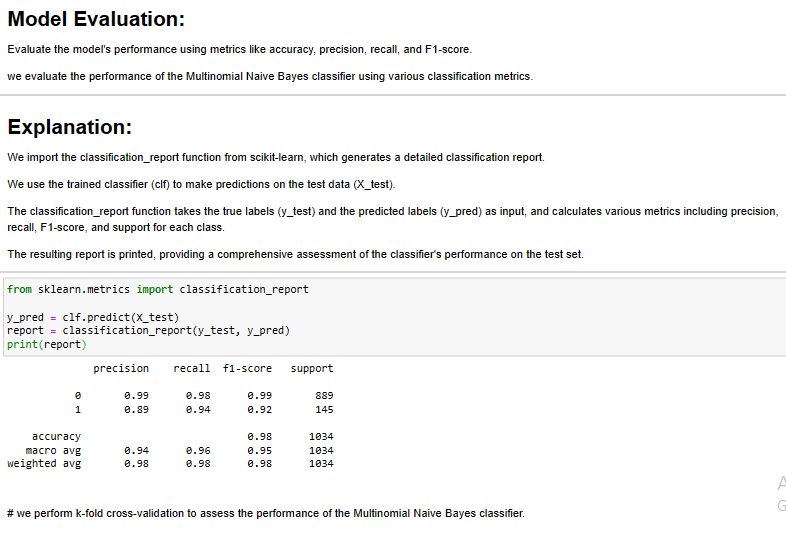 Model Evaluation:
Evaluate the model's performance using metrics like accuracy, precision, recall, and F1-score.
we evaluate the performance of the Multinomial Naive Bayes classifier using various classification metrics.
Explanation:
We import the classification_report function from scikit-learn, which generates a detailed classification report.
We use the trained classifier (clf) to make predictions on the test data (X_test).
The classification_report function takes the true labels (y_test) and the predicted labels (y_pred) as input, and calculates various metrics including precision,
recall, F1-score, and support for each class.
The resulting report is printed, providing a comprehensive assessment of the classifier's performance on the test set.
from sklearn.metrics import classification_report
y_pred = clf.predict(X_test)
report = classification_report(y_test, y_pred)
print(report)
precision recall f1-score support
0 0.99 0.98 0.99 889
1 0.89 0.94 0.92 145
accuracy 0.98 1034
macro avg 0.94 0.96 0.95 1034
weighted avg 0.98 0.98 0.98 1034
A
G
# we perform k-fold cross-validation to assess the performance of the Multinomial Naive Bayes classifier.